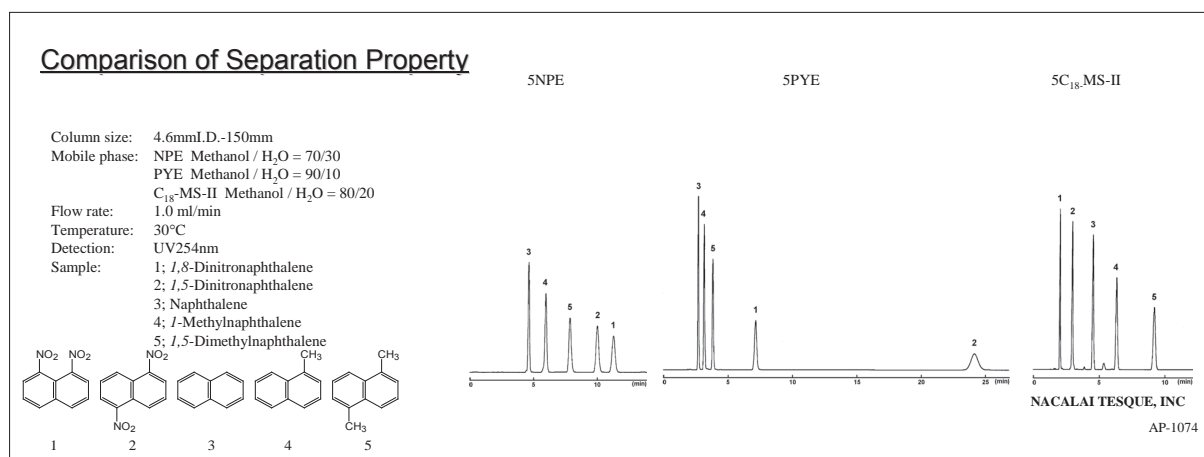 Comparison of Separation Property
Column size: 4.6mmI.D.-150mm
Mobile phase: NPE Methanol / H₂O = 70/30
PYE Methanol / H₂O = 90/10
C₁₈-MS-II Methanol / H₂O = 80/20
Flow rate: 1.0 ml/min
Temperature: 30°C
Detection: UV254nm
Sample: 1; 1,8-Dinitronaphthalene
2; 1,5-Dinitronaphthalene
3; Naphthalene
4; 1-Methylnaphthalene
5; 1,5-Dimethylnaphthalene
NO₂ NO₂
NO₂
NO₂
CH₃
CH₃
CH₃
1 2 3 4 5
5NPE
3
4
5
2
1
0 5 10 (min)
5PYE
3
4
5
1
2
0 5 10 15 20 25 (min)
5C₁₈-MS-II
1
2
3
4
5
0 5 10 (min)
NACALAI TESQUE, INC
AP-1074